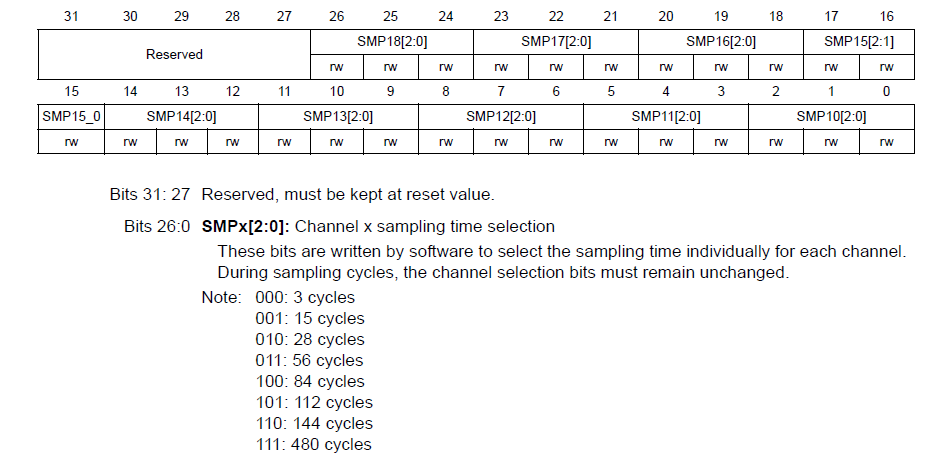 31 30 29 28 27 26 25 24 23 22 21 20 19 18 17 16
Reserved SMP18[2:0] SMP17[2:0] SMP16[2:0] SMP15[2:1]
rw rw rw rw rw rw rw rw rw rw rw
15 14 13 12 11 10 9 8 7 6 5 4 3 2 1 0
SMP15_0 SMP14[2:0] SMP13[2:0] SMP12[2:0] SMP11[2:0] SMP10[2:0]
rw rw rw rw rw rw rw rw rw rw rw rw rw rw rw rw
Bits 31: 27 Reserved, must be kept at reset value.
Bits 26:0 SMPx[2:0]: Channel x sampling time selection
These bits are written by software to select the sampling time individually for each channel.
During sampling cycles, the channel selection bits must remain unchanged.
Note: 000: 3 cycles
001: 15 cycles
010: 28 cycles
011: 56 cycles
100: 84 cycles
101: 112 cycles
110: 144 cycles
111: 480 cycles